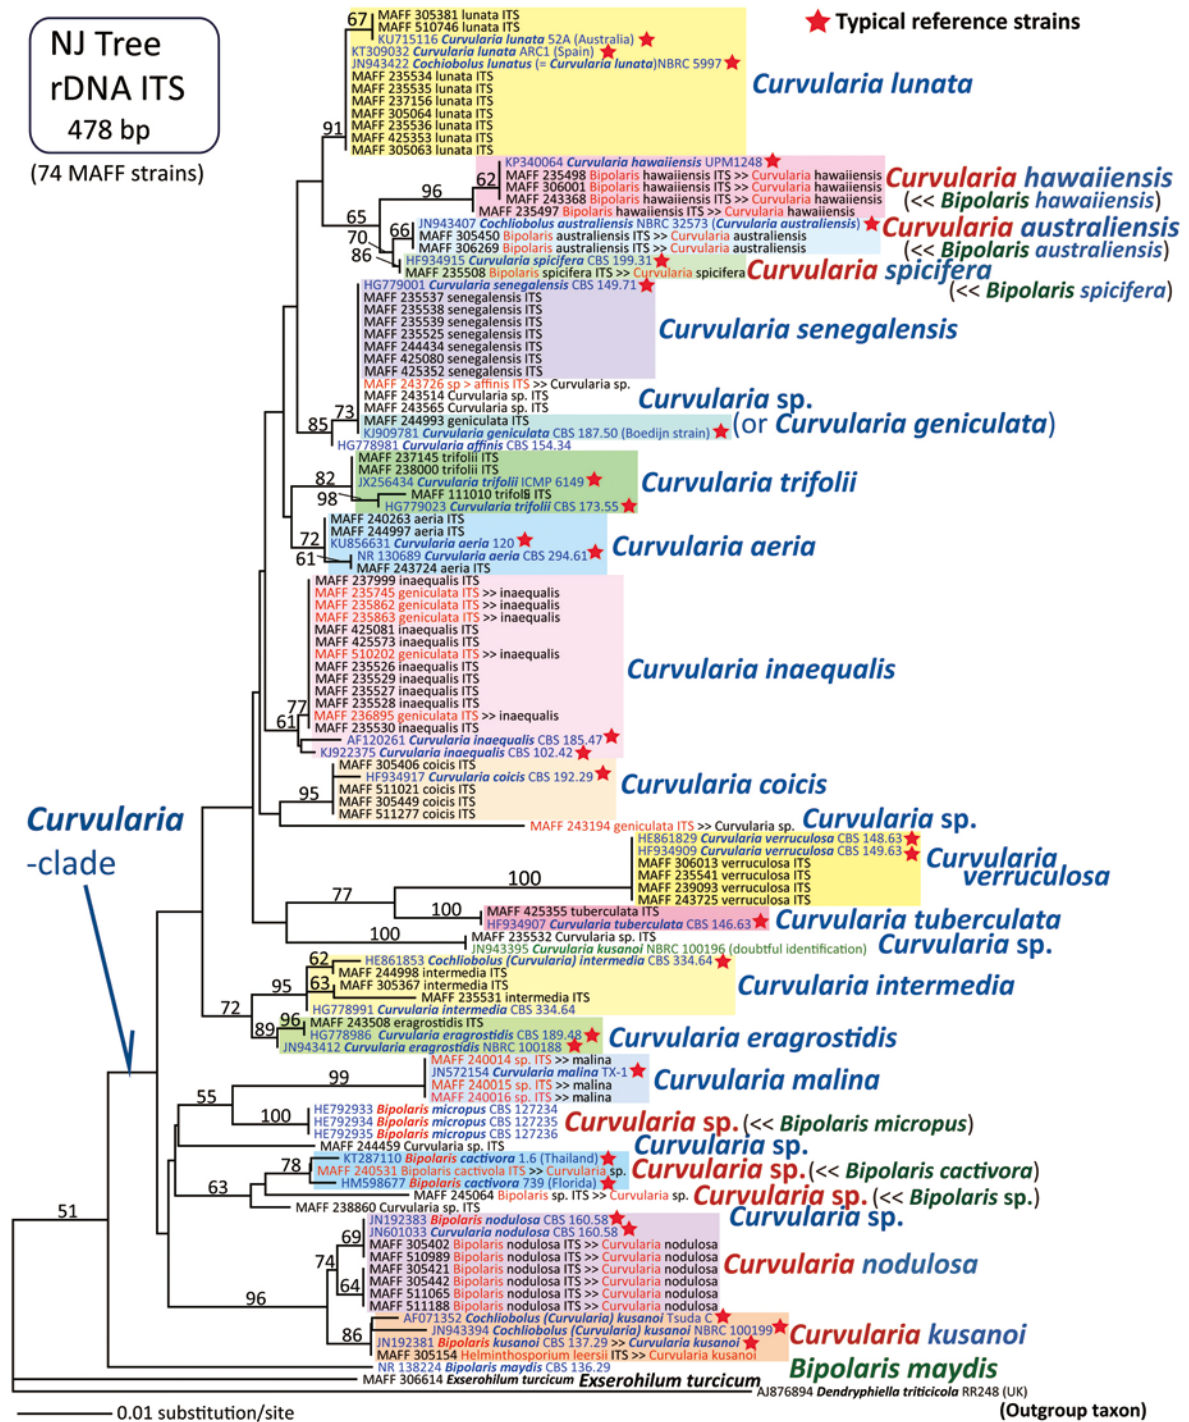 NJ Tree
rDNA ITS
478 bp
(74 MAFF strains)
★ Typical reference strains
67
MAFF 305381 lunata ITS
MAFF 510746 lunata ITS
KU715116 Curvularia lunata 52A (Australia) ★
KT309032 Curvularia lunata ARC1 (Spain) ★
JN943422 Cochiobolus lunatus (= Curvularia lunata)NBRC 5997 ★
MAFF 235534 lunata ITS
Curvularia lunata
MAFF 235535 lunata ITS
MAFF 237156 lunata ITS
MAFF 305064 lunata ITS
91
MAFF 235536 lunata ITS
MAFF 425353 lunata ITS
MAFF 305063 lunata ITS
KP340064 Curvularia hawaiiensis UPM1248 ★
96
62
MAFF 235498 Bipolaris hawaiiensis ITS >> Curvularia hawaiiensis
Curvularia hawaiiensis
MAFF 306001 Bipolaris hawaiiensis ITS >> Curvularia hawaiiensis
MAFF 243368 Bipolaris hawaiiensis ITS >> Curvularia hawaiiensis
(<< Bipolaris hawaiiensis)
MAFF 235497 Bipolaris hawaiiensis ITS >> Curvularia hawaiiensis
65
JN943407 Cochliobolus australiensis NBRC 32573 (Curvularia australiensis) ★
Curvularia australiensis
70
66
MAFF 305450 Bipolaris australiensis ITS >> Curvularia australiensis
MAFF 306269 Bipolaris australiensis ITS >> Curvularia australiensis
(<< Bipolaris australiensis)
86
HF934915 Curvularia spicifera CBS 199.31 ★
MAFF 235508 Bipolaris spicifera ITS >> Curvularia spicifera
Curvularia spicifera
(<< Bipolaris spicifera)
HG779001 Curvularia senegalensis CBS 149.71 ★
MAFF 235537 senegalensis ITS
MAFF 235538 senegalensis ITS
MAFF 235539 senegalensis ITS
Curvularia senegalensis
MAFF 235525 senegalensis ITS
MAFF 244434 senegalensis ITS
MAFF 425080 senegalensis ITS
MAFF 425352 senegalensis ITS
MAFF 243726 sp > affinis ITS >> Curvularia sp.
MAFF 243514 Curvularia sp. ITS
Curvularia sp.
MAFF 243565 Curvularia sp. ITS
85
73
MAFF 244993 geniculata ITS
(or Curvularia geniculata)
KJ909781 Curvularia geniculata CBS 187.50 (Boedijn strain) ★
HG778981 Curvularia affinis CBS 154.34
MAFF 237145 trifolii ITS
MAFF 238000 trifolii ITS
82
JX256434 Curvularia trifolii ICMP 6149 ★
Curvularia trifolii
98
MAFF 111010 trifolii ITS
HG779023 Curvularia trifolii CBS 173.55 ★
MAFF 240263 aeria ITS
MAFF 244997 aeria ITS
72
KU856631 Curvularia aeria 120 ★
Curvularia aeria
61
NR 130689 Curvularia aeria CBS 294.61 ★
MAFF 243724 aeria ITS
MAFF 237999 inaequalis ITS
MAFF 235745 geniculata ITS >> inaequalis
MAFF 235862 geniculata ITS >> inaequalis
MAFF 235863 geniculata ITS >> inaequalis
MAFF 425081 inaequalis ITS
MAFF 425573 inaequalis ITS
MAFF 510202 geniculata ITS >> inaequalis
MAFF 235526 inaequalis ITS
Curvularia inaequalis
MAFF 235529 inaequalis ITS
MAFF 235527 inaequalis ITS
MAFF 235528 inaequalis ITS
77
MAFF 236895 geniculata ITS >> inaequalis
61
MAFF 235530 inaequalis ITS
AF120261 Curvularia inaequalis CBS 185.47 ★
KJ922375 Curvularia inaequalis CBS 102.42 ★
MAFF 305406 coicis ITS
HF934917 Curvularia coicis CBS 192.29 ★
Curvularia coicis
95
MAFF 511021 coicis ITS
MAFF 305449 coicis ITS
MAFF 511277 coicis ITS
MAFF 243194 geniculata ITS >> Curvularia sp.
Curvularia sp.
Curvularia
-clade
HE861829 Curvularia verruculosa CBS 148.63 ★
HF934909 Curvularia verruculosa CBS 149.63 ★
Curvularia
verruculosa
MAFF 306013 verruculosa ITS
MAFF 235541 verruculosa ITS
100
MAFF 239093 verruculosa ITS
MAFF 243725 verruculosa ITS
77
100
MAFF 425355 tuberculata ITS
HF934907 Curvularia tuberculata CBS 146.63 ★
Curvularia tuberculata
100
MAFF 235532 Curvularia sp. ITS
JN943395 Curvularia kusanoi NBRC 100196 (doubtful identification)
Curvularia sp.
62
HE861853 Cochliobolus (Curvularia) intermedia CBS 334.64 ★
MAFF 244998 intermedia ITS
95
63
MAFF 305367 intermedia ITS
Curvularia intermedia
MAFF 235531 intermedia ITS
72
HG778991 Curvularia intermedia CBS 334.64
96
MAFF 243508 eragrostidis ITS
89
HG778986 Curvularia eragrostidis CBS 189.48 ★
Curvularia eragrostidis
JN943412 Curvularia eragrostidis NBRC 100188 ★
MAFF 240014 sp. ITS >> malina
99
JN572154 Curvularia malina TX-1 ★
Curvularia malina
MAFF 240015 sp. ITS >> malina
MAFF 240016 sp. ITS >> malina
55
100
HE792933 Bipolaris micropus CBS 127234
HE792934 Bipolaris micropus CBS 127235
Curvularia sp. (<< Bipolaris micropus)
HE792935 Bipolaris micropus CBS 127236
MAFF 244459 Curvularia sp. ITS
Curvularia sp.
78
KT287110 Bipolaris cactivora 1.6 (Thailand) ★
MAFF 240531 Bipolaris cactivola ITS >> Curvularia sp.
Curvularia sp. (<< Bipolaris cactivora)
63
HM598677 Bipolaris cactivora 739 (Florida) ★
MAFF 245064 Bipolaris sp. ITS >> Curvularia sp.
Curvularia sp. (<< Bipolaris sp.)
MAFF 238860 Curvularia sp. ITS
Curvularia sp.
51
JN192383 Bipolaris nodulosa CBS 160.58 ★
JN601033 Curvularia nodulosa CBS 160.58 ★
69
MAFF 305402 Bipolaris nodulosa ITS >> Curvularia nodulosa
MAFF 510989 Bipolaris nodulosa ITS >> Curvularia nodulosa
74
MAFF 305421 Bipolaris nodulosa ITS >> Curvularia nodulosa
Curvularia nodulosa
64
MAFF 305442 Bipolaris nodulosa ITS >> Curvularia nodulosa
MAFF 511065 Bipolaris nodulosa ITS >> Curvularia nodulosa
96
MAFF 511188 Bipolaris nodulosa ITS >> Curvularia nodulosa
AF071352 Cochliobolus (Curvularia) kusanoi Tsuda C ★
JN943394 Cochliobolus (Curvularia) kusanoi NBRC 100199 ★
86
JN192381 Bipolaris kusanoi CBS 137.29 >> Curvularia kusanoi ★
Curvularia kusanoi
MAFF 305154 Helminthosporium leersii ITS >> Curvularia kusanoi
NR 138224 Bipolaris maydis CBS 136.29
Bipolaris maydis
MAFF 306614 Exserohilum turcicum
Exserohilum turcicum
AJ876894 Dendryphiella triticicola RR248 (UK)
0.01 substitution/site
(Outgroup taxon)